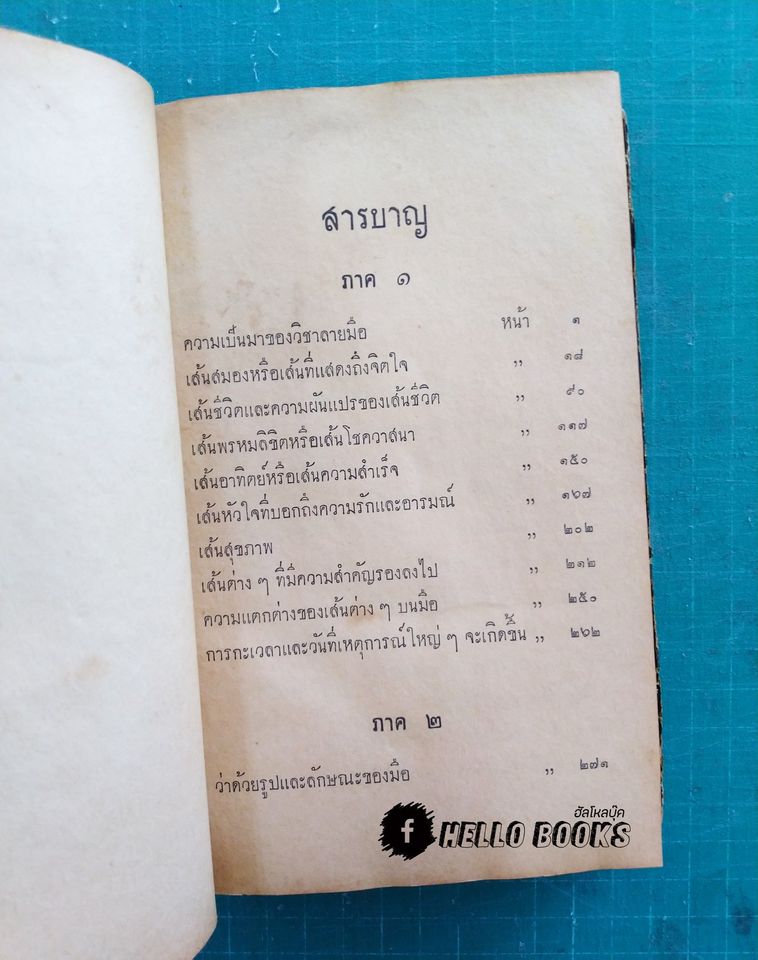 สารบาญ
ภาค ๑
ความเป็นมาของวิชาลายมือ หน้า ๑
เส้นสมองหรือเส้นที่แสดงถึงจิตใจ ,, ๑๘
เส้นชีวิตและความผันแปรของเส้นชีวิต ,, ๙๐
เส้นพรหมลิขิตหรือเส้นโชควาสนา ,, ๑๑๗
เส้นอาทิตย์หรือเส้นความสำเร็จ ,, ๑๕๐
เส้นหัวใจที่บอกถึงความรักและอารมณ์ ,, ๑๖๗
เส้นสุขภาพ ,, ๒๐๒
เส้นต่าง ๆ ที่มีความสำคัญรองลงไป ,, ๒๑๒
ความแตกต่างของเส้นต่าง ๆ บนมือ ,, ๒๕๐
การกะเวลาและวันที่เหตุการณ์ใหญ่ ๆ จะเกิดขึ้น ,, ๒๖๒
ภาค ๒
ว่าด้วยรูปและลักษณะของมือ ,, ๒๗๑
ฮัลโหลบุ๊ค
f HELLO BOOKS